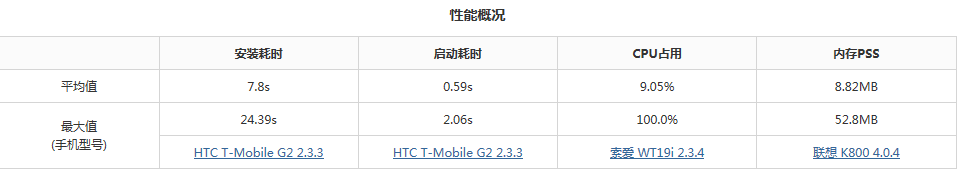 性能概况
安装耗时 启动耗时 CPU占用 内存PSS
平均值 7.8s 0.59s 9.05% 8.82MB
最大值
(手机型号)
24.39s 2.06s 100.0% 52.8MB
HTC T-Mobile G2 2.3.3 HTC T-Mobile G2 2.3.3 索爱 WT19i 2.3.4 联想 K800 4.0.4